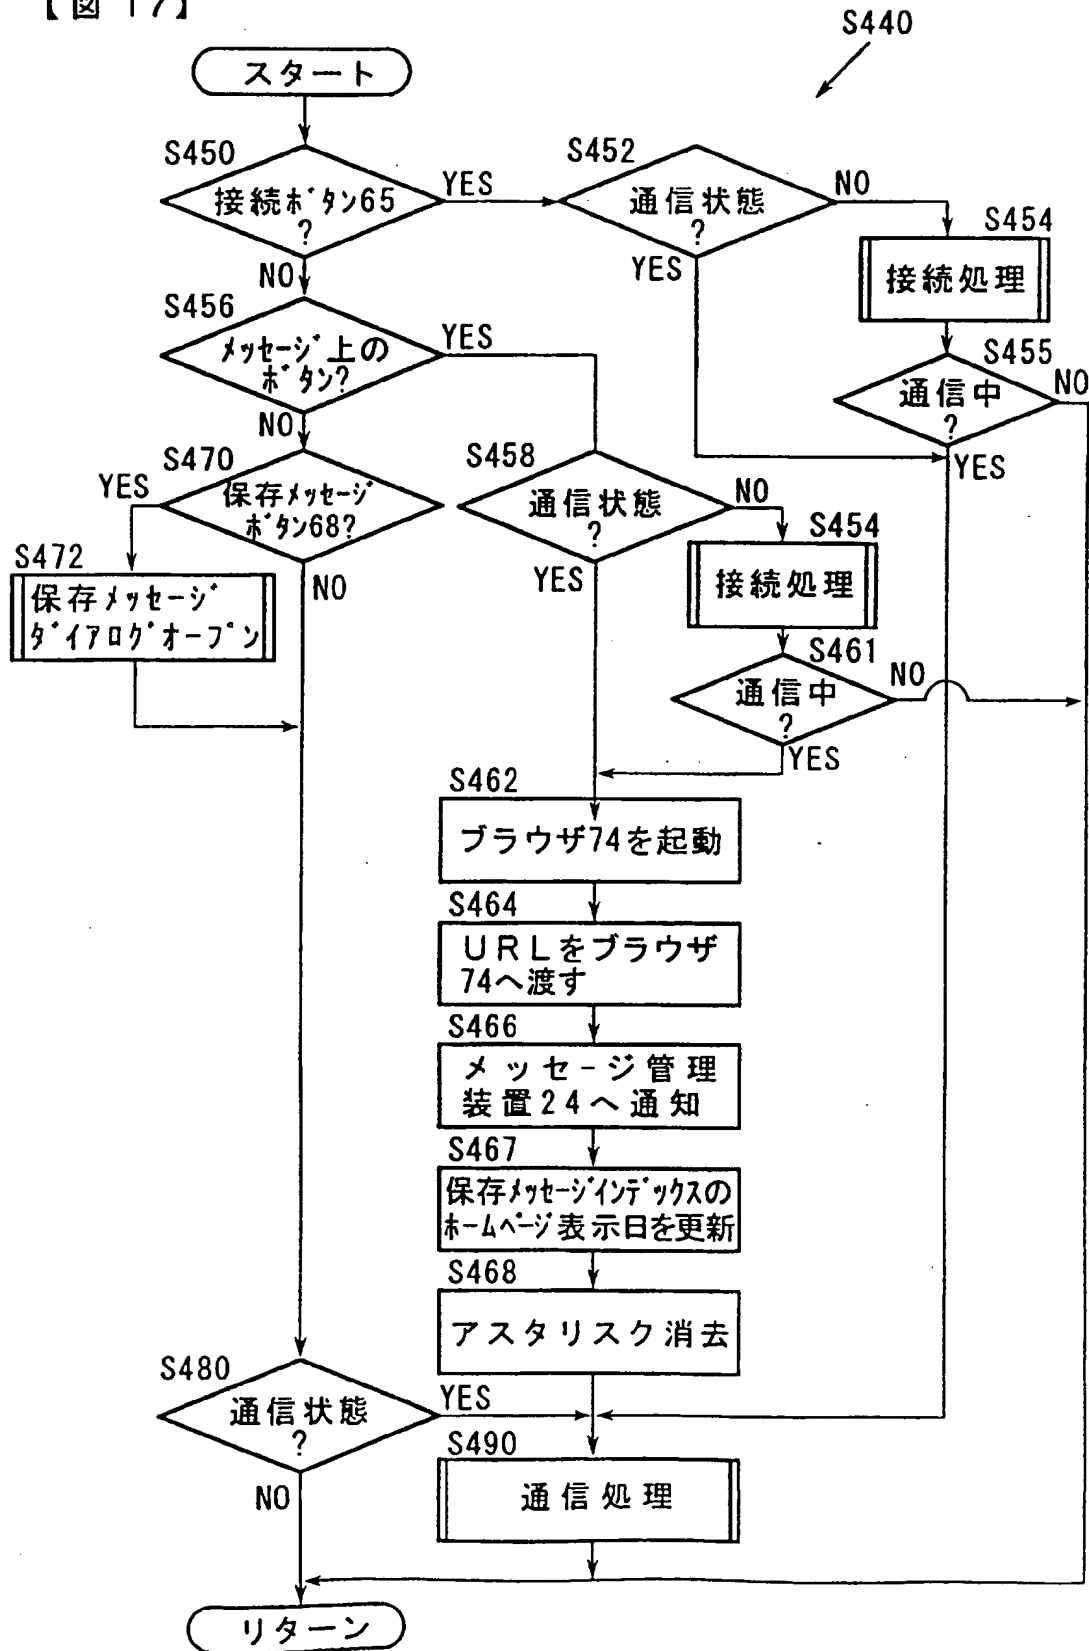 【図 17】
S440
スタート
S450
接続ボタン65
?
YES
NO
S452
通信状態
?
NO
YES
S454
接続処理
S455
通信中
?
NO
YES
S456
メッセージ上の
ボタン?
YES
NO
S470
保存メッセージ
ボタン68?
YES
NO
S472
保存メッセージ
ダイアログオープン
S458
通信状態
?
NO
YES
S454
接続処理
S461
通信中
?
NO
YES
S462
ブラウザ74を起動
S464
URLをブラウザ
74へ渡す
S466
メッセージ管理
装置24へ通知
S467
保存メッセージインデックスの
ホームページ表示日を更新
S468
アスタリスク消去
S480
通信状態
?
YES
NO
S490
通信処理
リターン